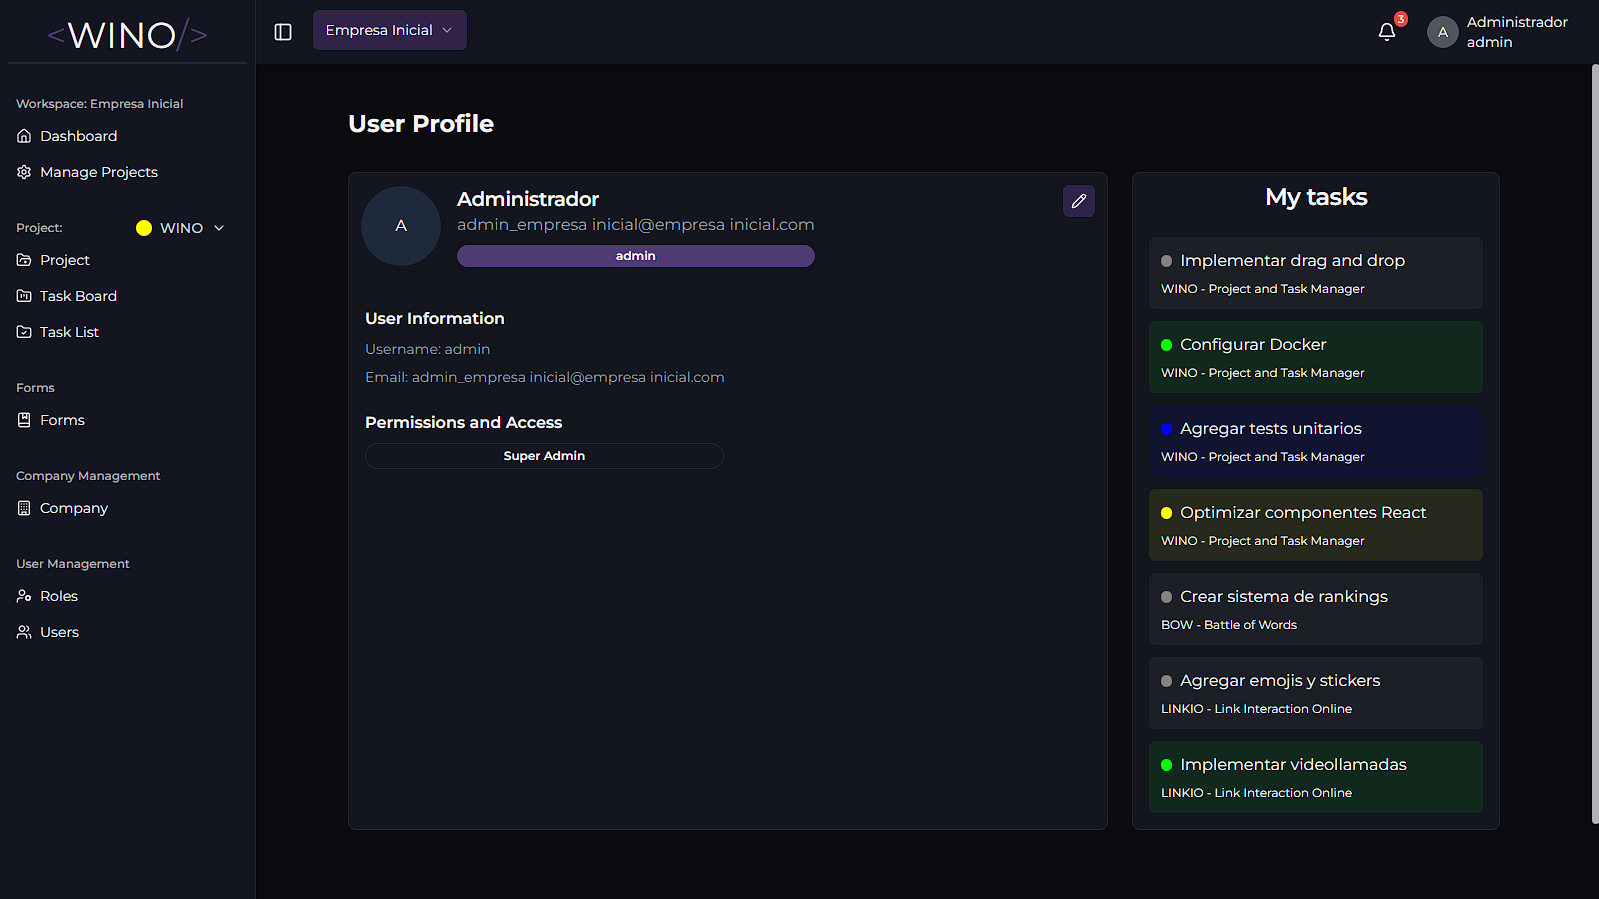 <WINO/>
Workspace: Empresa Inicial
Dashboard
Manage Projects
Project:
WINO
Project
Task Board
Task List
Forms
Forms
Company Management
Company
User Management
Roles
Users
Empresa Inicial
3
A
Administrador
admin
User Profile
A
Administrador
admin_empresa inicial@empresa inicial.com
admin
User Information
Username: admin
Email: admin_empresa inicial@empresa inicial.com
Permissions and Access
Super Admin
My tasks
Implementar drag and drop
WINO - Project and Task Manager
Configurar Docker
WINO - Project and Task Manager
Agregar tests unitarios
WINO - Project and Task Manager
Optimizar componentes React
WINO - Project and Task Manager
Crear sistema de rankings
BOW - Battle of Words
Agregar emojis y stickers
LINKIO - Link Interaction Online
Implementar videollamadas
LINKIO - Link Interaction Online